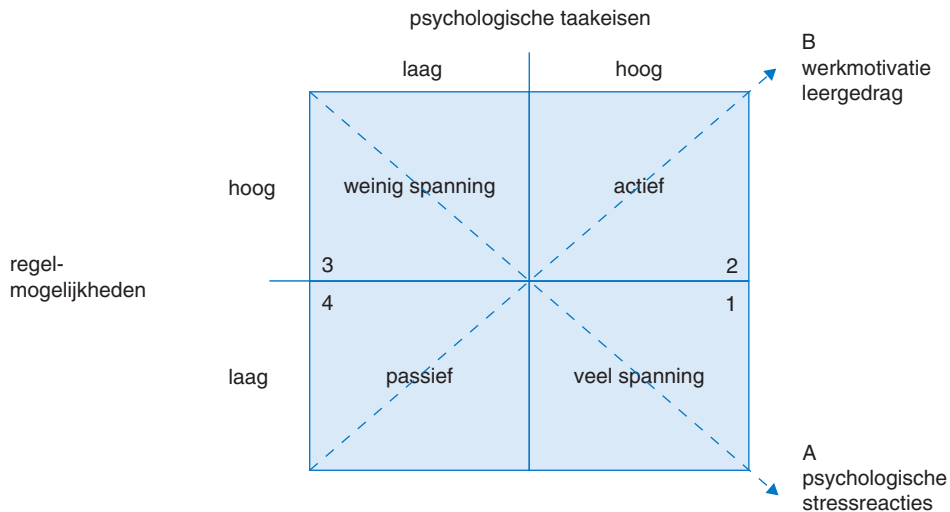 psychologische taakeisen
laag
hoog
B
werkmotivatie
leergedrag
hoog
weinig spanning
actief
3
2
regel-
mogelijkheden
4
1
laag
passief
veel spanning
A
psychologische
stressreacties